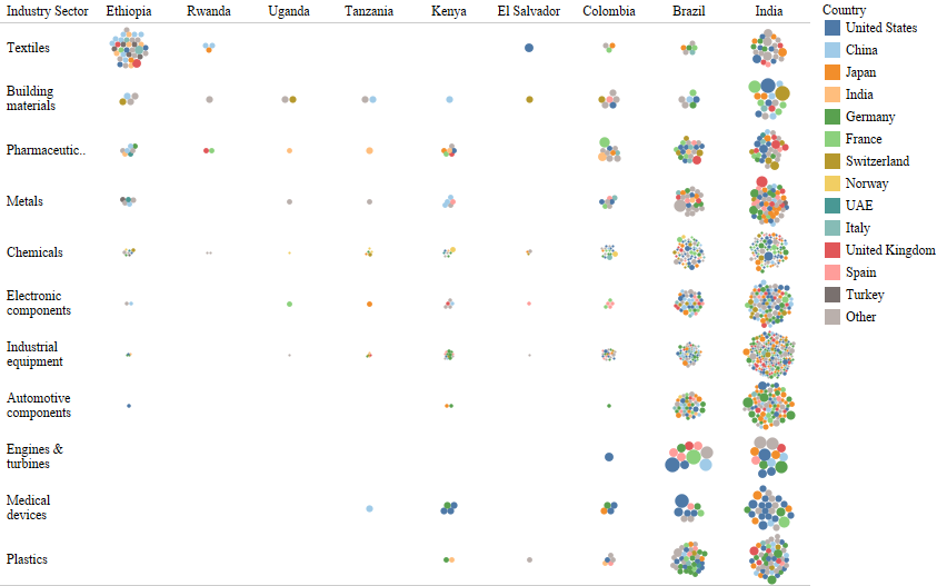 Industry Sector Ethiopia Rwanda Uganda Tanzania Kenya El Salvador Colombia Brazil India
Textiles
Building
materials
Pharmaceutic..
Metals
Chemicals
Electronic
components
Industrial
equipment
Automotive
components
Engines &
turbines
Medical
devices
Plastics
Country
United States
China
Japan
India
Germany
France
Switzerland
Norway
UAE
Italy
United Kingdom
Spain
Turkey
Other